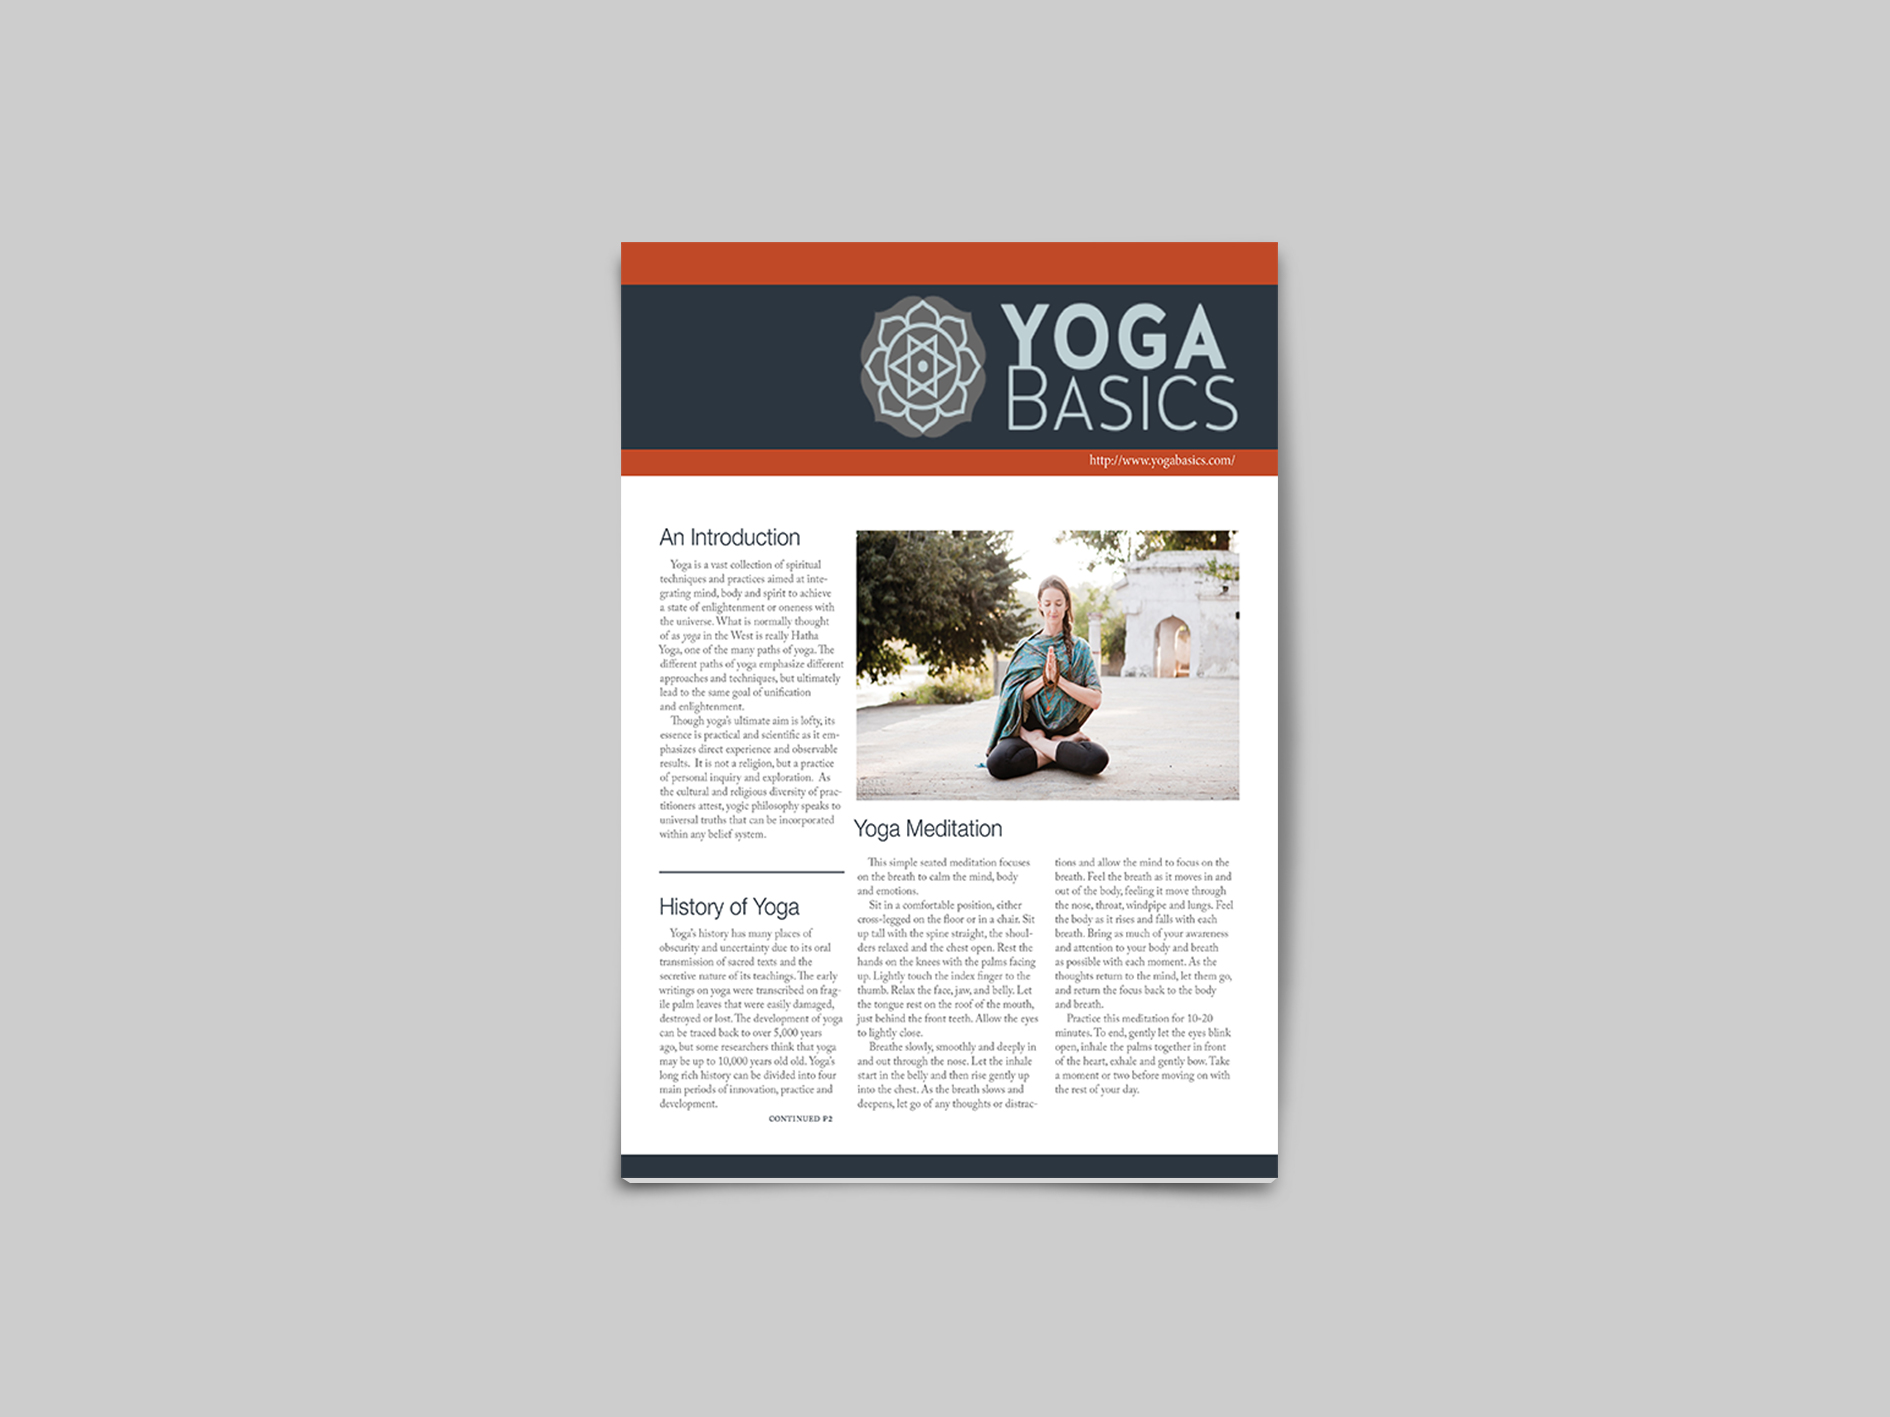 YOGA
BASICS
http://www.yogabasics.com/
An Introduction
Yoga is a vast collection of spiritual
techniques and practices aimed at inte-
grating mind, body and spirit to achieve
a state of enlightenment or oneness with
the universe. What is normally thought
of as yoga in the West is really Hatha
Yoga, one of the many paths of yoga. The
different paths of yoga emphasize different
approaches and techniques, but ultimately
lead to the same goal of unification
and enlightenment.
Though yoga's ultimate aim is lofty, its
essence is practical and scientific as it em-
phasizes direct experience and observable
results. It is not a religion, but a practice
of personal inquiry and exploration. As
the cultural and religious diversity of prac-
titioners attest, yogic philosophy speaks to
universal truths that can be incorporated
within any belief system.
History of Yoga
Yoga's history has many places of
obscurity and uncertainty due to its oral
transmission of sacred texts and the
secretive nature of its teachings. The early
writings on yoga were transcribed on frag-
ile palm leaves that were easily damaged,
destroyed or lost. The development of yoga
can be traced back to over 5,000 years
ago, but some researchers think that yoga
may be up to 10,000 years old old. Yoga's
long rich history can be divided into four
main periods of innovation, practice and
development.
CONTINUED P2
Yoga Meditation
This simple seated meditation focuses
on the breath to calm the mind, body
and emotions.
Sit in a comfortable position, either
cross-legged on the floor or in a chair. Sit
up tall with the spine straight, the shoul-
ders relaxed and the chest open. Rest the
hands on the knees with the palms facing
up. Lightly touch the index finger to the
thumb. Relax the face, jaw, and belly. Let
the tongue rest on the roof of the mouth,
just behind the front teeth. Allow the eyes
to lightly close.
Breathe slowly, smoothly and deeply in
and out through the nose. Let the inhale
start in the belly and then rise gently up
into the chest. As the breath slows and
deepens, let go of any thoughts or distrac-
tions and allow the mind to focus on the
breath. Feel the breath as it moves in and
out of the body, feeling it move through
the nose, throat, windpipe and lungs. Feel
the body as it rises and falls with each
breath. Bring as much of your awareness
and attention to your body and breath
as possible with each moment. As the
thoughts return to the mind, let them go,
and return the focus back to the body
and breath.
Practice this meditation for 10-20
minutes. To end, gently let the eyes blink
open, inhale the palms together in front
of the heart, exhale and gently bow. Take
a moment or two before moving on with
the rest of your day.